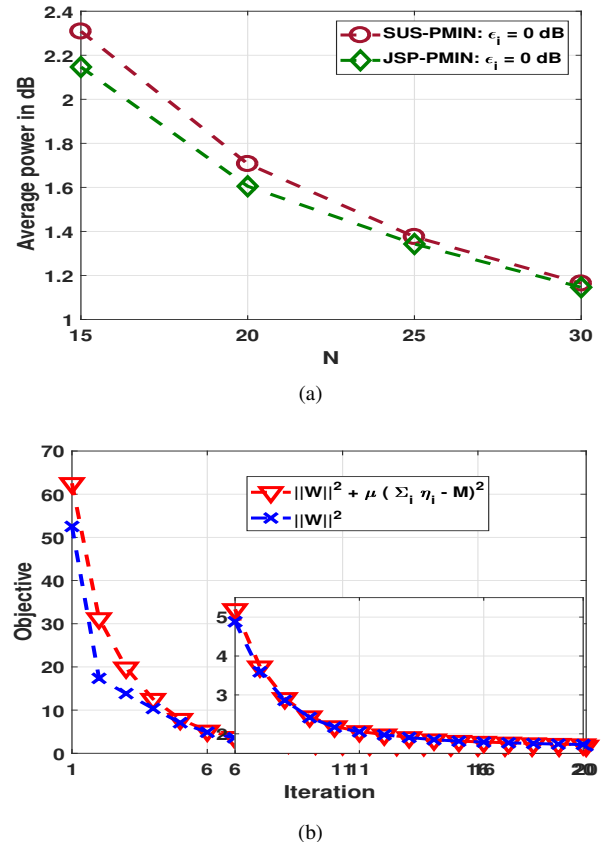 2.4
2.2
2
1.8
1.6
1.4
1.2
1
SUS-PMIN: ϵ_i = 0 dB
JSP-PMIN: ϵ_i = 0 dB
Average power in dB
15 20 25 30
N
(a)
70
60
50
40
30
20
10
0
||W||^2 + μ ( Σ_i η_i - M)^2
||W||^2
Objective
5
4
3
2
6 11 16 20
1 6 11 16 20
Iteration
(b)